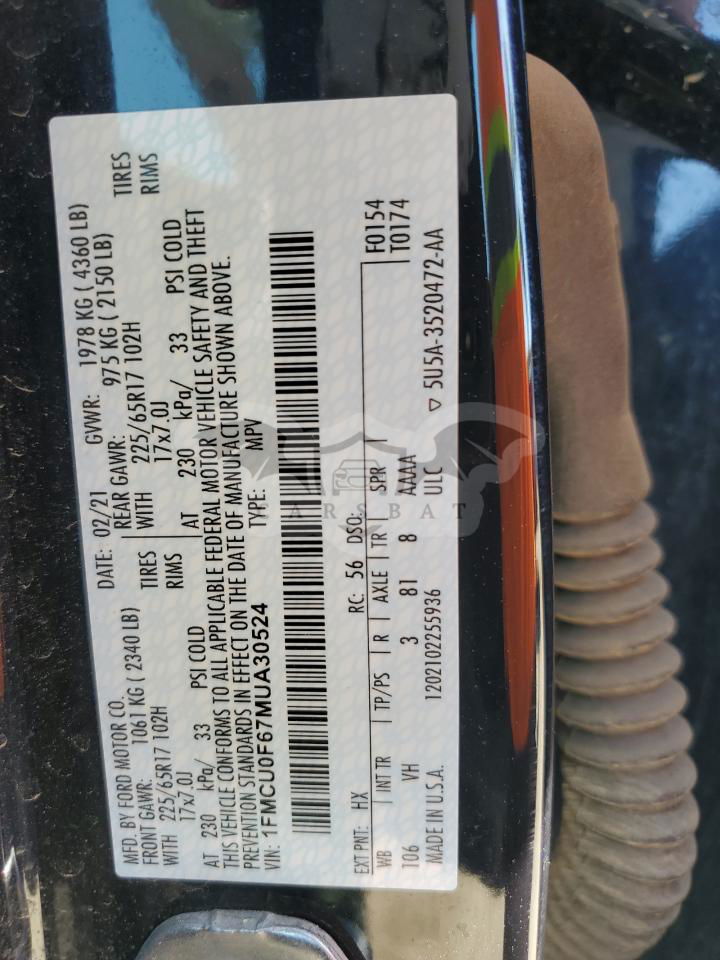 MFD. BY FORD MOTOR CO. DATE: 02/21 GVWR: 1978 KG ( 4360 LB)
FRONT GAWR: 1061 KG ( 2340 LB) REAR GAWR: 975 KG ( 2150 LB)
WITH 225/65R17 102H TIRES WITH 225/65R17 102H TIRES
17x7.0J RIMS 17x7.0J RIMS
AT 230 kPa/ 33 PSI COLD AT 230 kPa/ 33 PSI COLD
THIS VEHICLE CONFORMS TO ALL APPLICABLE FEDERAL MOTOR VEHICLE SAFETY AND THEFT
PREVENTION STANDARDS IN EFFECT ON THE DATE OF MANUFACTURE SHOWN ABOVE.
VIN: 1FMCU0F67MUA30524 TYPE: MPV
EXT PNT: HX RC: 56 DSO: F0154
WB INT TR TP/PS R AXLE TR SPR T0174
106 VH 3 81 8 AAAA
MADE IN U.S.A. 1202102255936 ULC ▽ 5U5A-3520472-AA
CARSBAT